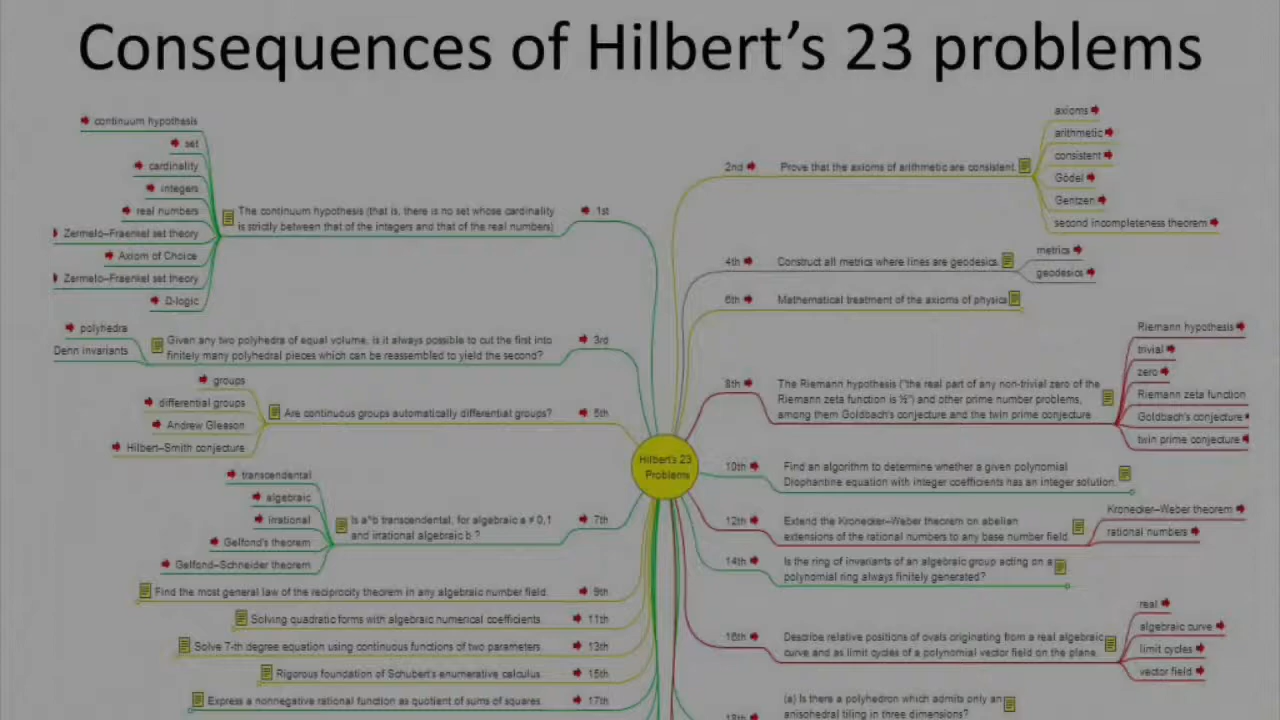 Consequences of Hilbert's 23 problems
continuum hypothesis
set
cardinality
integers
real numbers
Zermelo–Fraenkel set theory
Axiom of Choice
Zermelo–Fraenkel set theory
Ω-logic
The continuum hypothesis (that is, there is no set whose cardinality
is strictly between that of the integers and that of the real numbers)
1st
polyhedra
Dehn invariants
Given any two polyhedra of equal volume, is it always possible to cut the first into
finitely many polyhedral pieces which can be reassembled to yield the second?
3rd
groups
differential groups
Andrew Gleason
Hilbert–Smith conjecture
Are continuous groups automatically differential groups?
5th
transcendental
algebraic
irrational
Gelfond's theorem
Gelfond–Schneider theorem
Is a^b transcendental, for algebraic a ≠ 0,1
and irrational algebraic b ?
7th
Find the most general law of the reciprocity theorem in any algebraic number field.
9th
Solving quadratic forms with algebraic numerical coefficients.
11th
Solve 7-th degree equation using continuous functions of two parameters.
13th
Rigorous foundation of Schubert's enumerative calculus.
15th
Express a nonnegative rational function as quotient of sums of squares.
17th
Hilbert's 23
Problems
2nd
Prove that the axioms of arithmetic are consistent.
axioms
arithmetic
consistent
Gödel
Gentzen
second incompleteness theorem
4th
Construct all metrics where lines are geodesics.
metrics
geodesics
6th
Mathematical treatment of the axioms of physics
8th
The Riemann hypothesis ("the real part of any non-trivial zero of the
Riemann zeta function is ½") and other prime number problems,
among them Goldbach's conjecture and the twin prime conjecture
Riemann hypothesis
trivial
zero
Riemann zeta function
Goldbach's conjecture
twin prime conjecture
10th
Find an algorithm to determine whether a given polynomial
Diophantine equation with integer coefficients has an integer solution.
12th
Extend the Kronecker–Weber theorem on abelian
extensions of the rational numbers to any base number field
Kronecker–Weber theorem
rational numbers
14th
Is the ring of invariants of an algebraic group acting on a
polynomial ring always finitely generated?
16th
Describe relative positions of ovals originating from a real algebraic
curve and as limit cycles of a polynomial vector field on the plane.
real
algebraic curve
limit cycles
vector field
18th
(a) Is there a polyhedron which admits only an
anisohedral tiling in three dimensions?